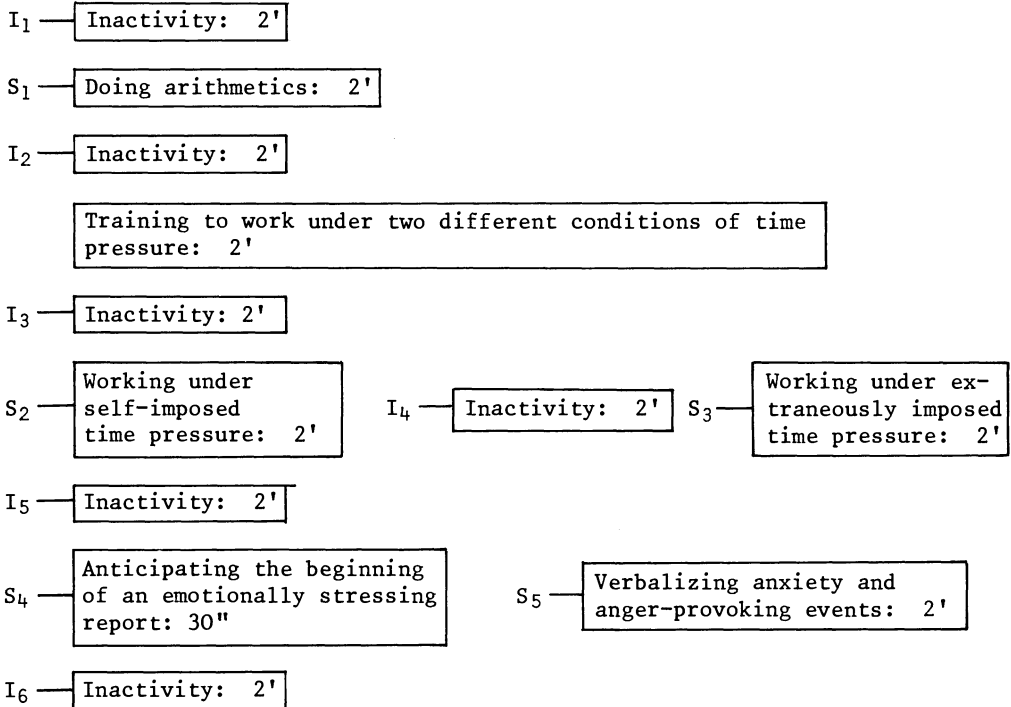 I₁ Inactivity: 2'
S₁ Doing arithmetics: 2'
I₂ Inactivity: 2'
Training to work under two different conditions of time
pressure: 2'
I₃ Inactivity: 2'
S₂ Working under
self-imposed
time pressure: 2'
I₄ Inactivity: 2'
S₃ Working under ex-
traneously imposed
time pressure: 2'
I₅ Inactivity: 2'
S₄ Anticipating the beginning
of an emotionally stressing
report: 30"
S₅ Verbalizing anxiety and
anger-provoking events: 2'
I₆ Inactivity: 2'